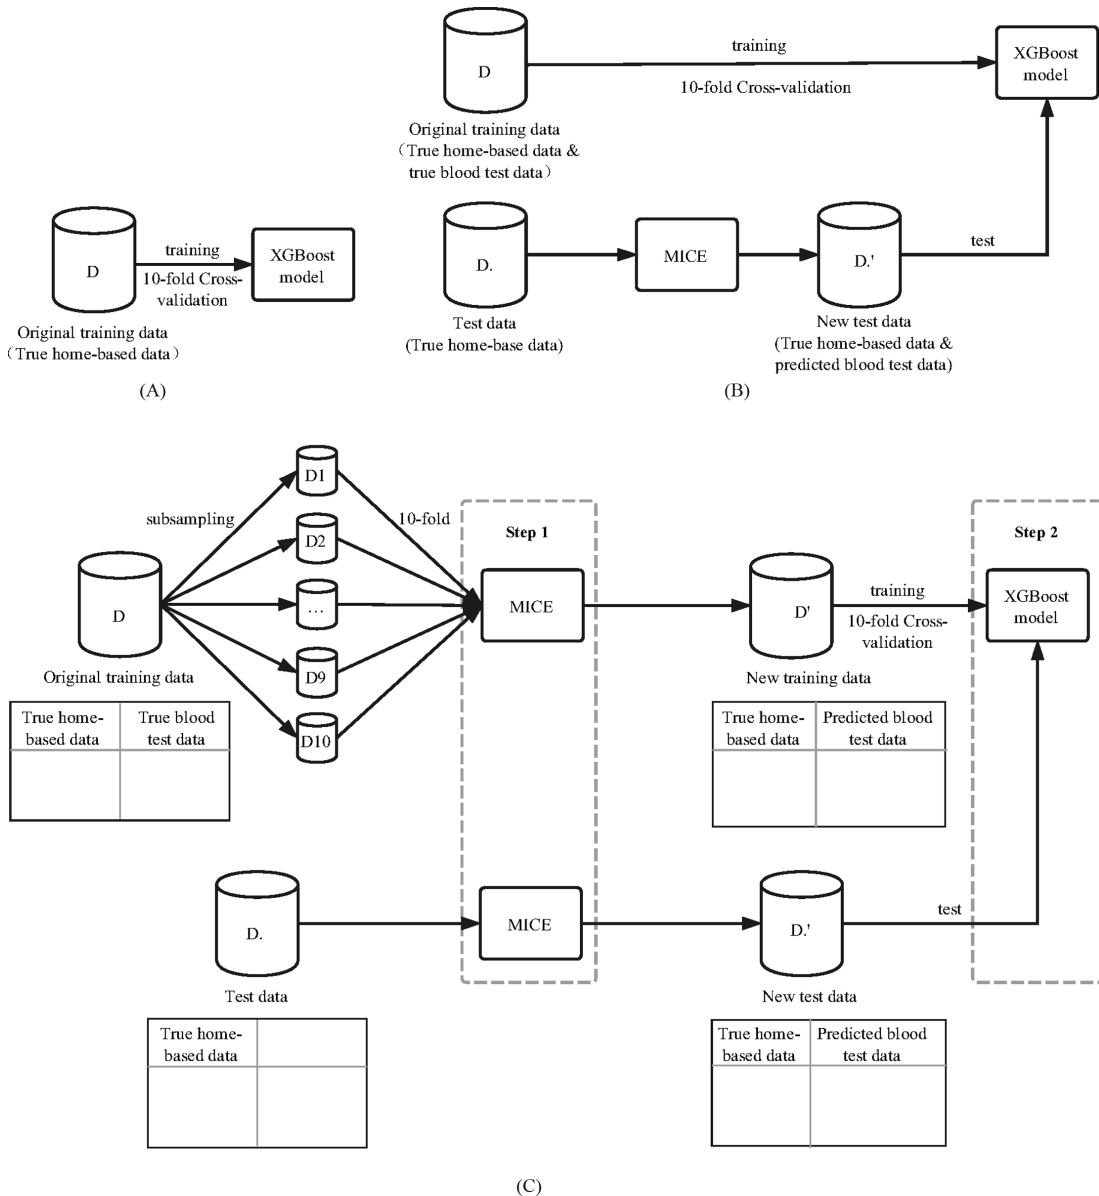 D
training
10-fold Cross-
validation
XGBoost
model
Original training data
（True home-based data）
(A)
D
training
10-fold Cross-validation
XGBoost
model
Original training data
（True home-based data &
true blood test data）
D.
MICE
D.'
test
Test data
(True home-base data)
New test data
(True home-based data &
predicted blood test data)
(B)
D
Original training data
subsampling
D1
D2
...
D9
D10
10-fold
Step 1
MICE
D'
training
10-fold Cross-
validation
Step 2
XGBoost
model
New training data
True home-
based data
True blood
test data
True home-
based data
Predicted blood
test data
D.
MICE
D.'
test
Test data
New test data
True home-
based data
True home-
based data
Predicted blood
test data
(C)